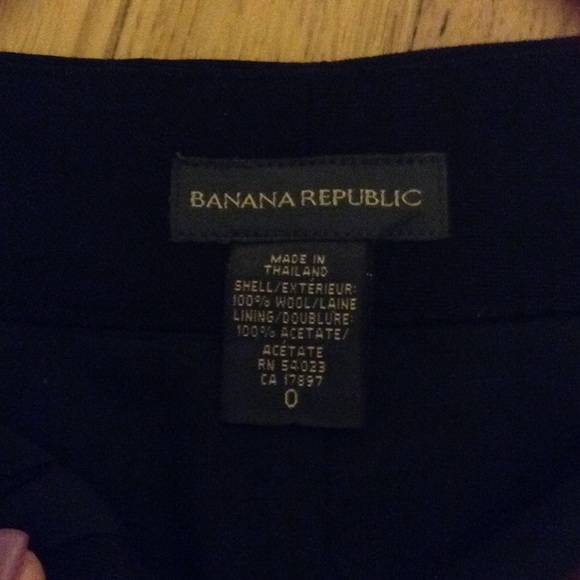 BANANA REPUBLIC
MADE IN
THAILAND
SHELL/EXTÉRIEUR:
100% WOOL/LAINE
LINING/DOUBLURE:
100% ACETATE/
ACÉTATE
RN 54023
CA 17897
0